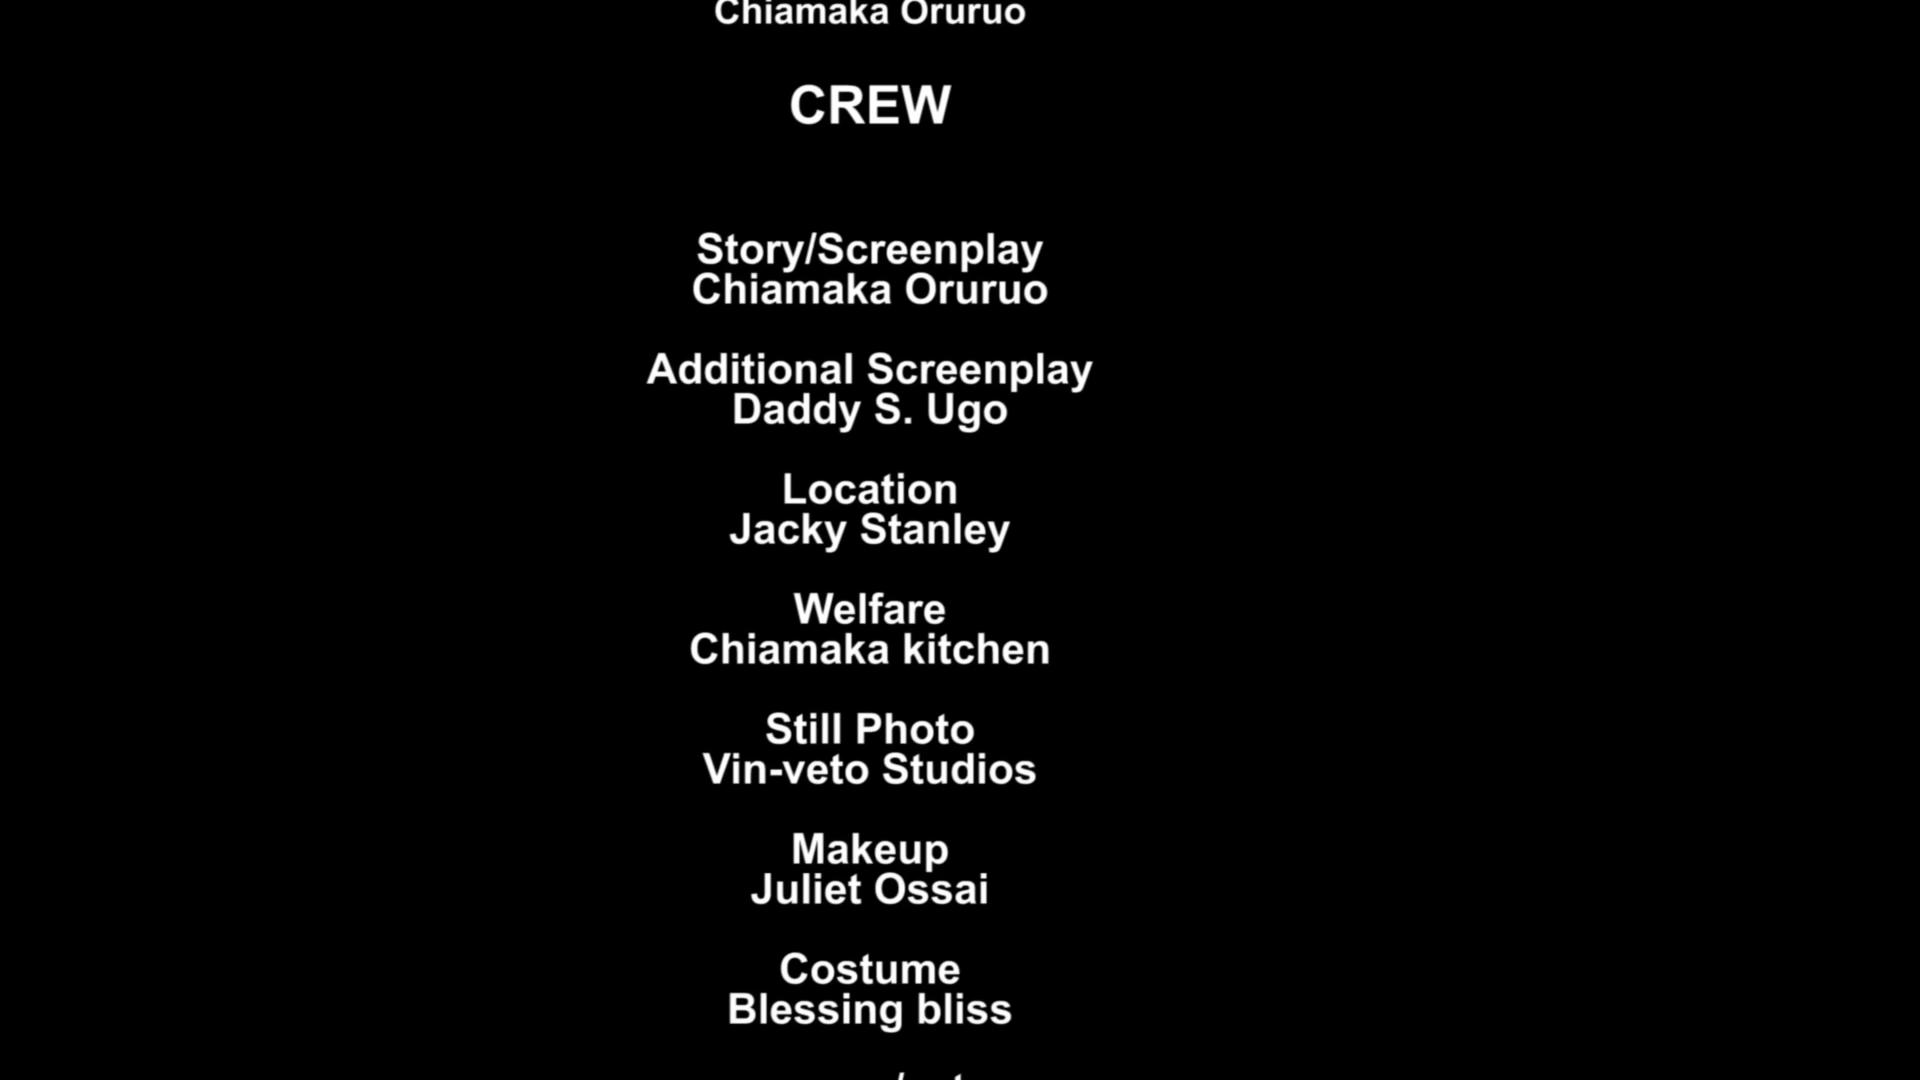 Chiamaka Oruruo
CREW
Story/Screenplay
Chiamaka Oruruo
Additional Screenplay
Daddy S. Ugo
Location
Jacky Stanley
Welfare
Chiamaka kitchen
Still Photo
Vin-veto Studios
Makeup
Juliet Ossai
Costume
Blessing bliss